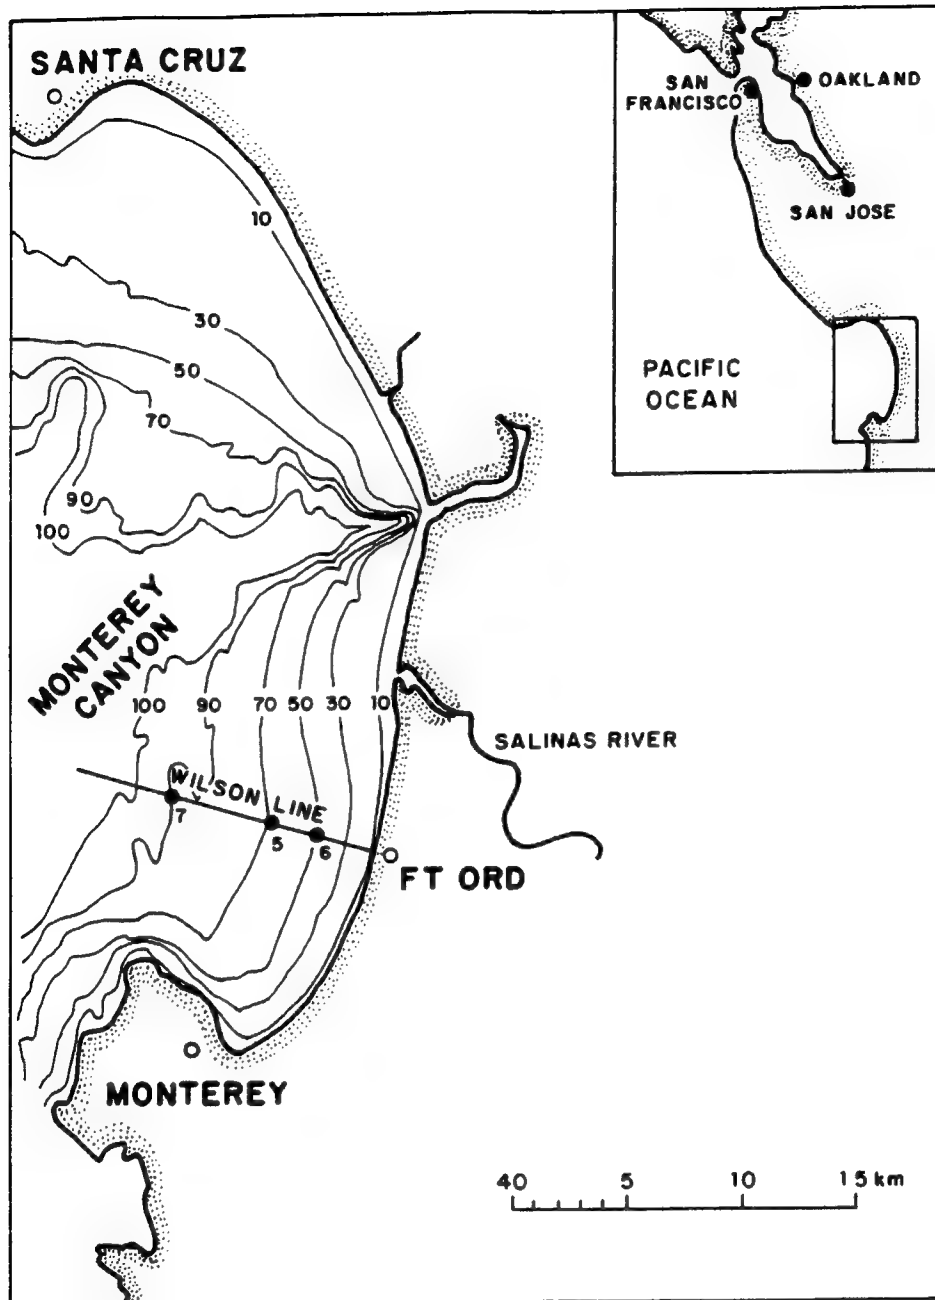 SANTA CRUZ
SAN
FRANCISCO
OAKLAND
SAN JOSE
PACIFIC
OCEAN
10
30
50
70
90
100
MONTEREY
CANYON
100 90 70 50 30 10
SALINAS RIVER
WILSON LINE
7 5 6
FT ORD
MONTEREY
40 5 10 15 km